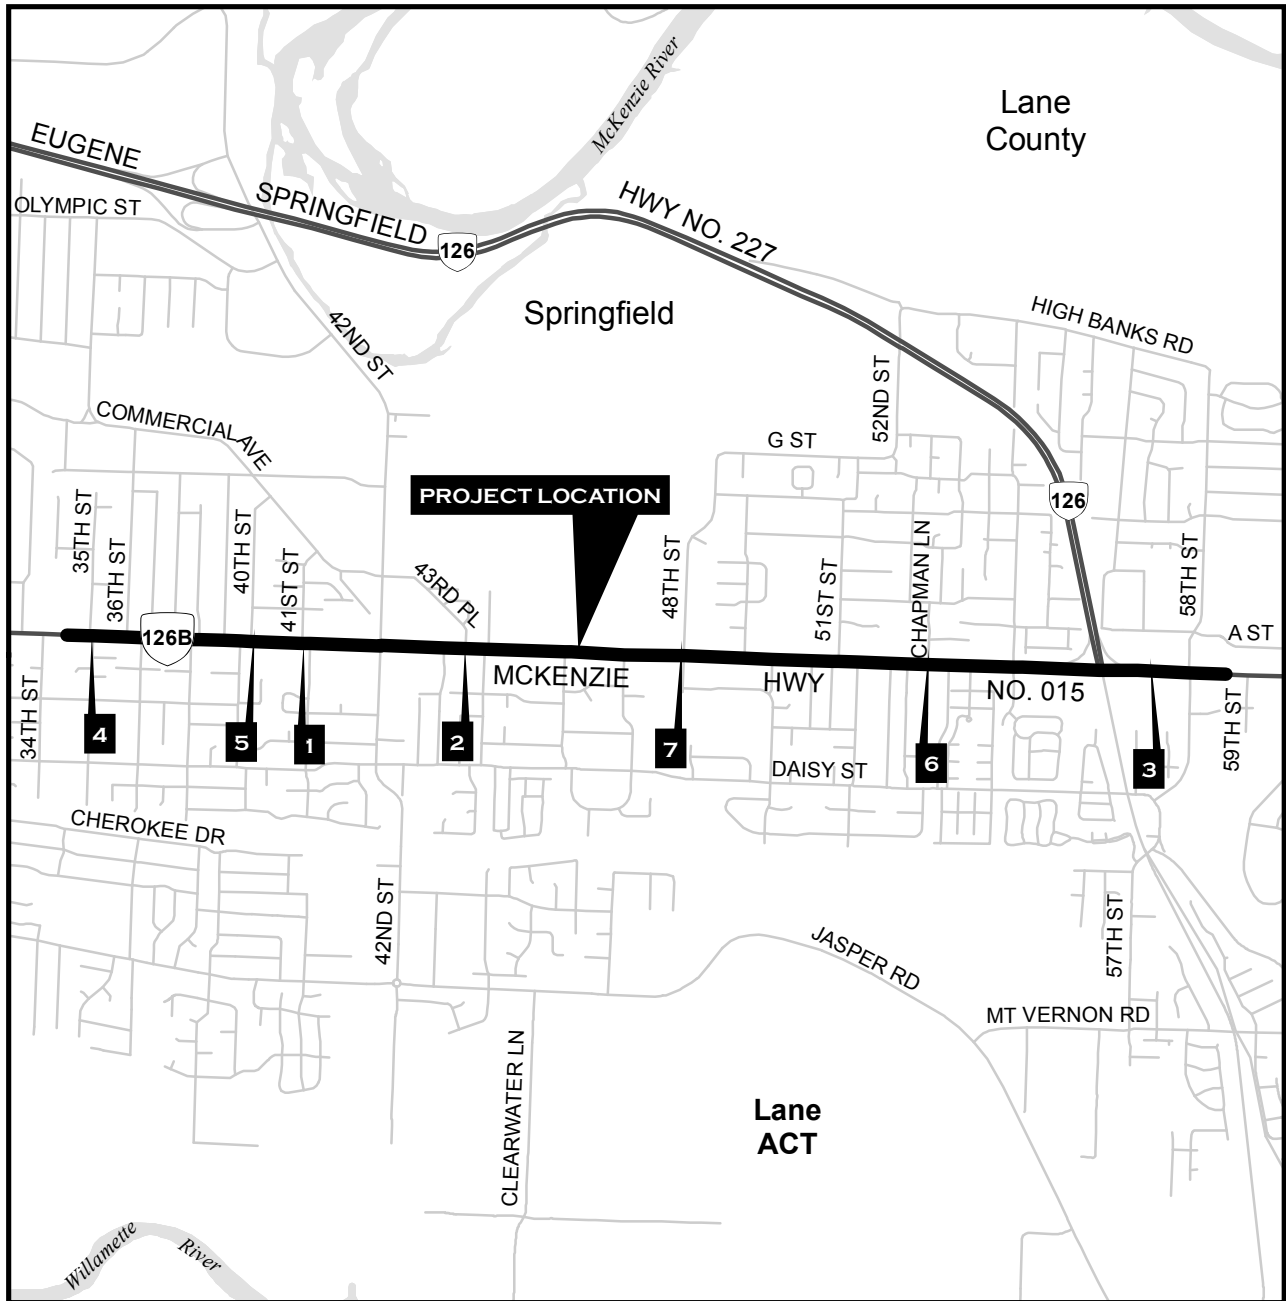 McKenzie River
Lane
County
EUGENE
SPRINGFIELD
HWY NO. 227
OLYMPIC ST
126
Springfield
HIGH BANKS RD
42ND ST
52ND ST
COMMERCIAL AVE
G ST
PROJECT LOCATION
126
35TH ST
36TH ST
40TH ST
41ST ST
43RD PL
48TH ST
51ST ST
CHAPMAN LN
58TH ST
126B
A ST
MCKENZIE
HWY
NO. 015
34TH ST
4
5
1
2
7
6
3
59TH ST
DAISY ST
CHEROKEE DR
42ND ST
57TH ST
JASPER RD
MT VERNON RD
CLEARWATER LN
Lane
ACT
Willamette
River